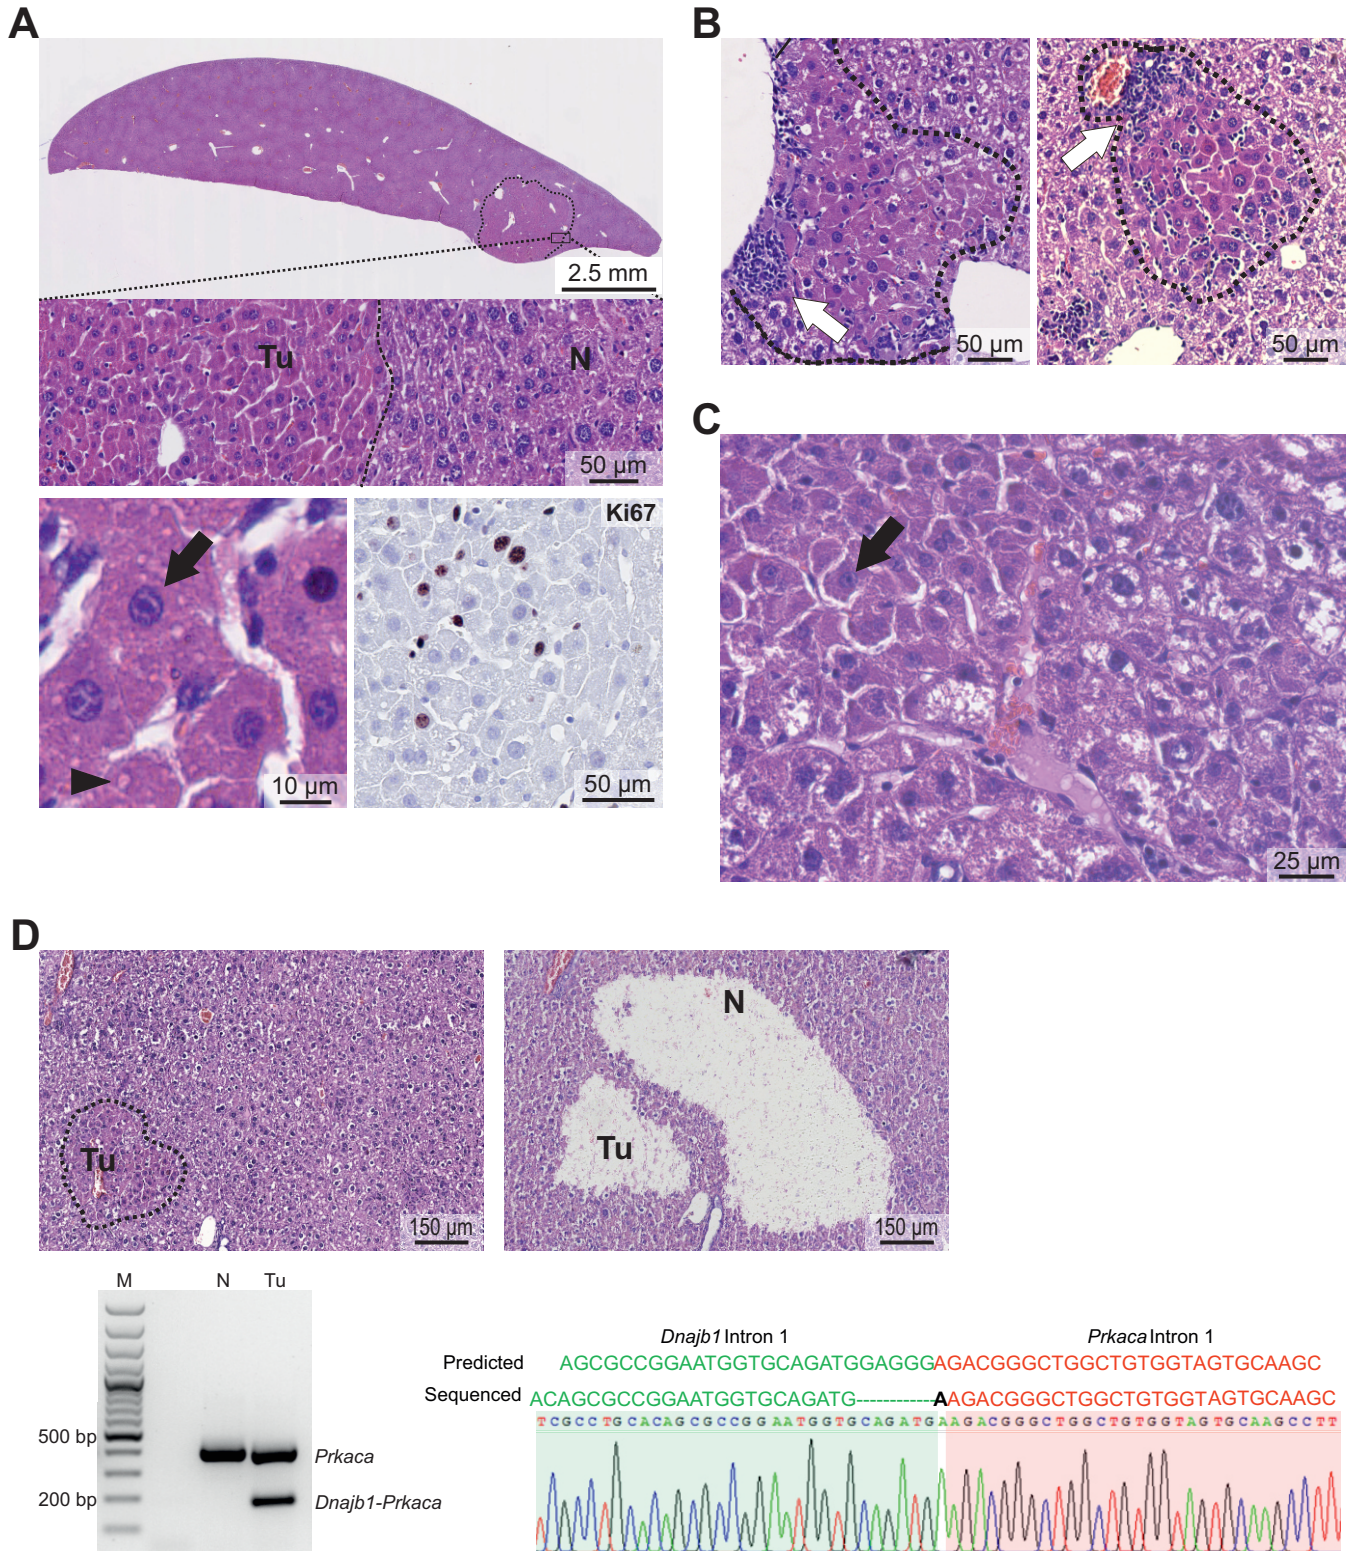 A
2.5 mm
Tu
N
50 µm
10 µm
Ki67
50 µm
B
50 µm
50 µm
C
25 µm
D
Tu
150 µm
N
Tu
150 µm
M N Tu
500 bp
200 bp
Prkaca
Dnajb1-Prkaca
Dnajb1 Intron 1 Prkaca Intron 1
Predicted AGCGCCGGAATGGTGCAGATGGAGGGAGACGGGCTGGCTGTGGTAGTGCAAGC
Sequenced ACAGCGCCGGAATGGTGCAGATG------------AAGACGGGCTGGCTGTGGTAGTGCAAGC
TCGCCTGCACAGCGCCGGAATGGTGCAGATGAAGACGGGCTGGCTGTGGTAGTGCAAGCCTT